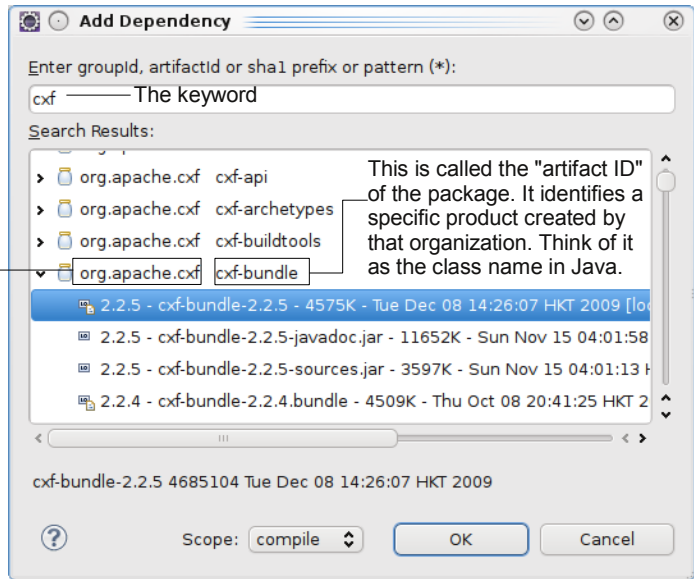 Add Dependency
Enter groupId, artifactId or sha1 prefix or pattern (*):
cxf
The keyword
Search Results:
org.apache.cxf cxf-api
org.apache.cxf cxf-archetypes
org.apache.cxf cxf-buildtools
org.apache.cxf cxf-bundle
This is called the "artifact ID"
of the package. It identifies a
specific product created by
that organization. Think of it
as the class name in Java.
2.2.5 - cxf-bundle-2.2.5 - 4575K - Tue Dec 08 14:26:07 HKT 2009 [loc
2.2.5 - cxf-bundle-2.2.5-javadoc.jar - 11652K - Sun Nov 15 04:01:58
2.2.5 - cxf-bundle-2.2.5-sources.jar - 3597K - Sun Nov 15 04:01:13 H
2.2.4 - cxf-bundle-2.2.4.bundle - 4509K - Thu Oct 08 20:41:25 HKT 2
cxf-bundle-2.2.5 4685104 Tue Dec 08 14:26:07 HKT 2009
Scope: compile
OK
Cancel